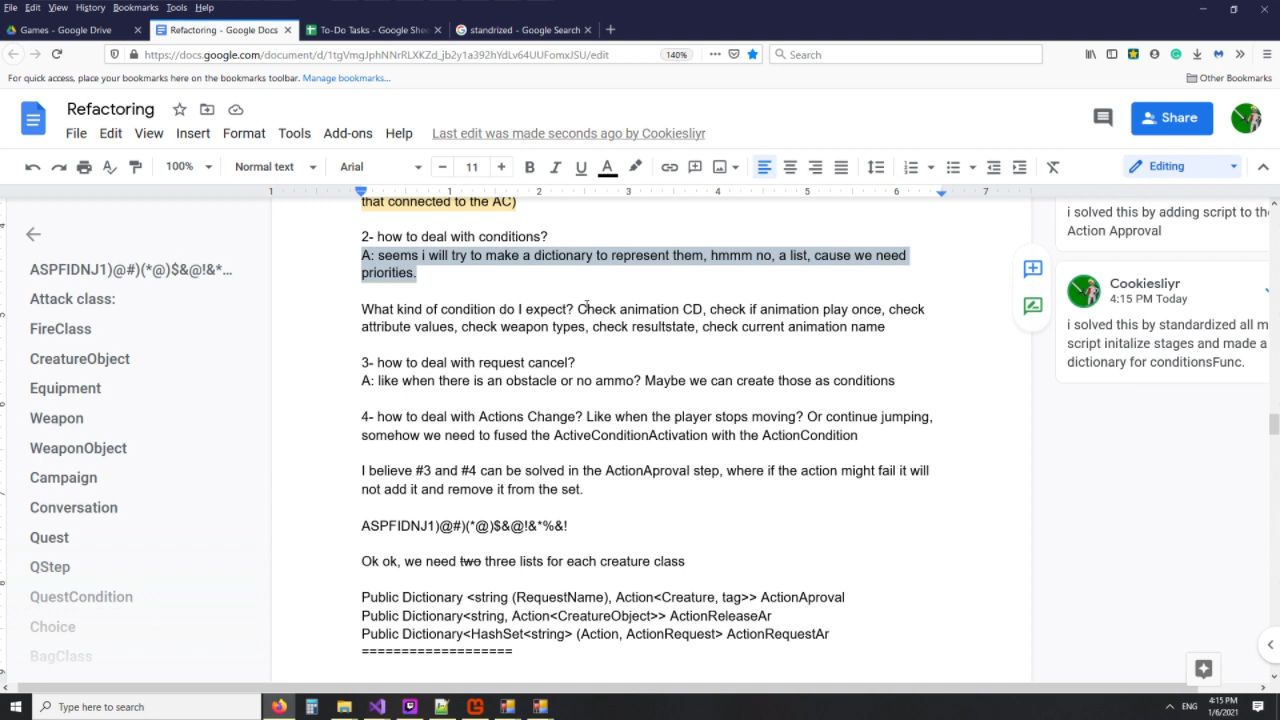 File Edit View History Bookmarks Tools Help
Games - Google Drive
Refactoring - Google Docs
To-Do Tasks - Google She
standrized - Google Search
https://docs.google.com/document/d/1tgVmgJphNNrRLXKZd_jb2y1a392hYdLv64UUFomxJSU/edit
140%
Search
For quick access, place your bookmarks here on the bookmarks toolbar. Manage bookmarks...
Other Bookmarks
Refactoring
File Edit View Insert Format Tools Add-ons Help Last edit was made seconds ago by Cookiesliyr
Share
100% Normal text Arial 11 B I U A Editing
1 1 2 3 4 5 6 7
that connected to the AC)
2- how to deal with conditions?
A: seems i will try to make a dictionary to represent them, hmmm no, a list, cause we need
priorities.
What kind of condition do I expect? Check animation CD, check if animation play once, check
attribute values, check weapon types, check resultstate, check current animation name
3- how to deal with request cancel?
A: like when there is an obstacle or no ammo? Maybe we can create those as conditions
4- how to deal with Actions Change? Like when the player stops moving? Or continue jumping,
somehow we need to fused the ActiveConditionActivation with the ActionCondition
I believe #3 and #4 can be solved in the ActionAproval step, where if the action might fail it will
not add it and remove it from the set.
ASPFIDNJ1)@#)(*@)$&@!&*%&!
Ok ok, we need two three lists for each creature class
Public Dictionary <string (RequestName), Action<Creature, tag>> ActionAproval
Public Dictionary<string, Action<CreatureObject>> ActionReleaseAr
Public Dictionary<HashSet<string> (Action, ActionRequest> ActionRequestAr
===================
ASPFIDNJ1)@#)(*@)$&@!&*...
Attack class:
FireClass
CreatureObject
Equipment
Weapon
WeaponObject
Campaign
Conversation
Quest
QStep
QuestCondition
Choice
BagClass
i solved this by adding script to the
Action Approval
Cookiesliyr
4:15 PM Today
i solved this by standardized all m
script initalize stages and made a
dictionary for conditionsFunc.
Type here to search
ENG
4:15 PM
1/6/2021